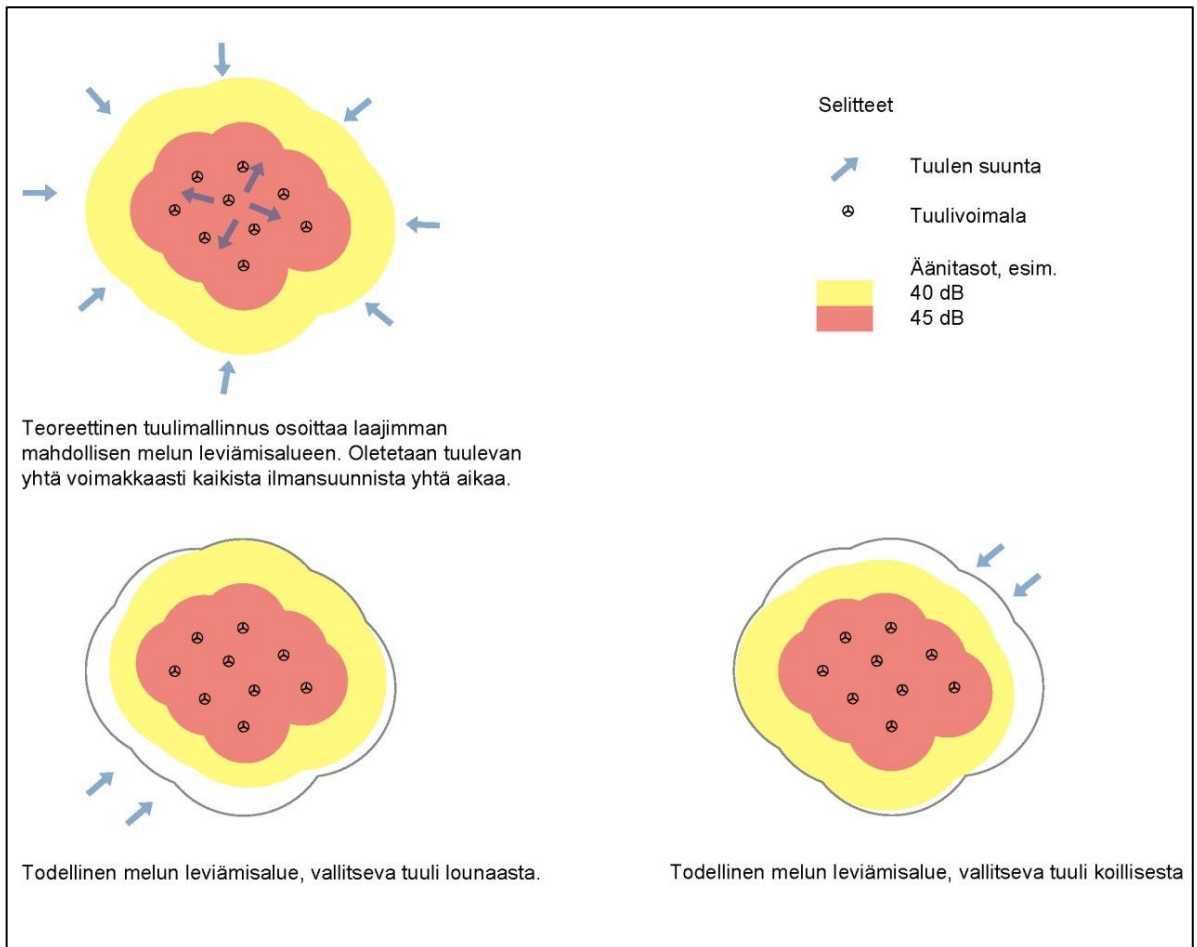 Selitteet
Tuulen suunta
Tuulivoimala
Äänitasot, esim.
40 dB
45 dB
Teoreettinen tuulimallinnus osoittaa laajimman
mahdollisen melun leviämisalueen. Oletetaan tuulevan
yhtä voimakkaasti kaikista ilmansuunnista yhtä aikaa.
Todellinen melun leviämisalue, vallitseva tuuli lounaasta.
Todellinen melun leviämisalue, vallitseva tuuli koillisesta